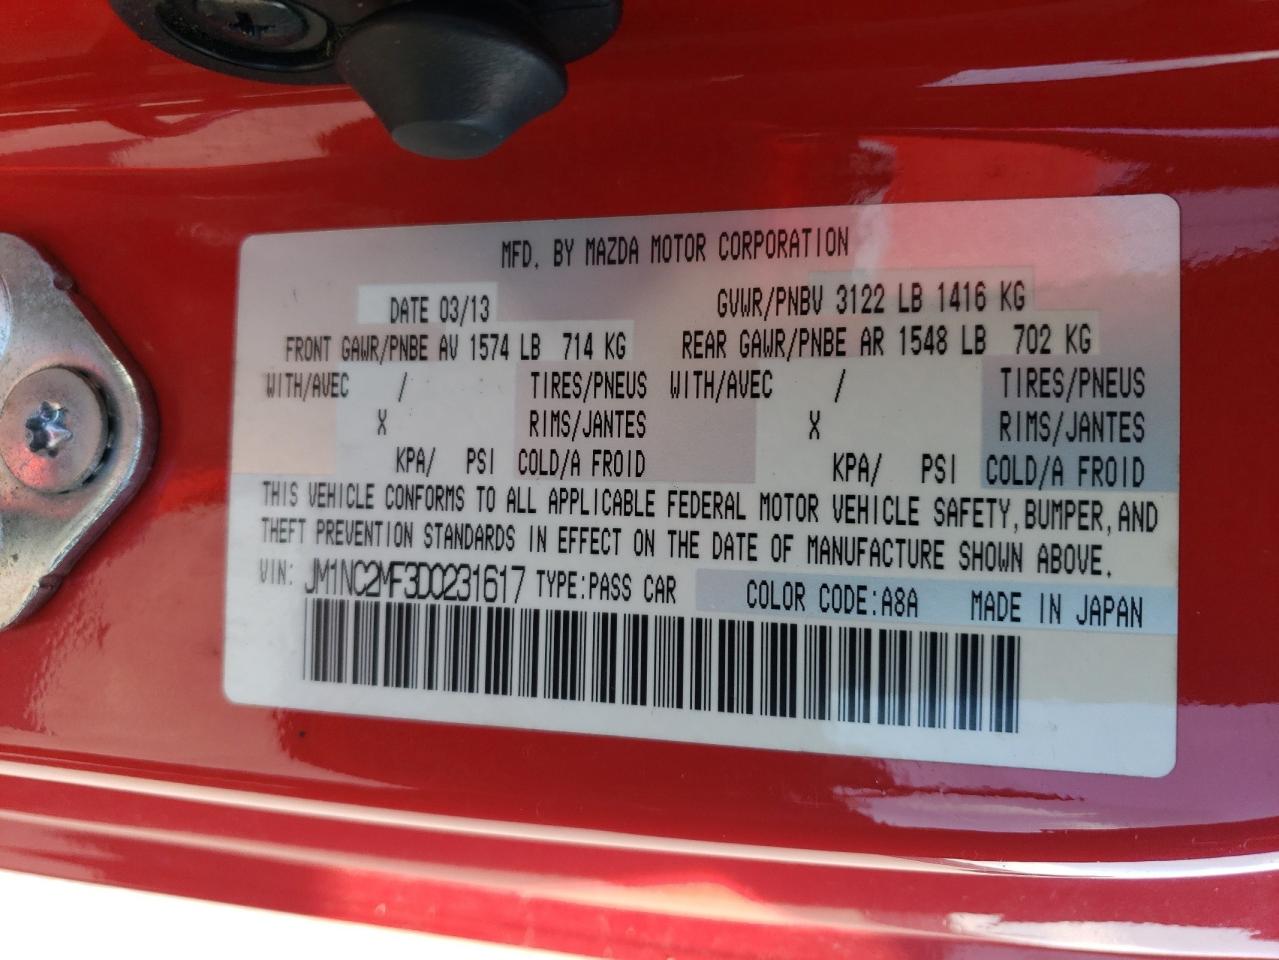 MFD. BY MAZDA MOTOR CORPORATION
DATE 03/13 GVWR/PNBV 3122 LB 1416 KG
FRONT GAWR/PNBE AV 1574 LB 714 KG REAR GAWR/PNBE AR 1548 LB 702 KG
WITH/AVEC / TIRES/PNEUS WITH/AVEC / TIRES/PNEUS
X RIMS/JANTES X RIMS/JANTES
KPA/ PSI COLD/A FROID KPA/ PSI COLD/A FROID
THIS VEHICLE CONFORMS TO ALL APPLICABLE FEDERAL MOTOR VEHICLE SAFETY, BUMPER, AND
THEFT PREVENTION STANDARDS IN EFFECT ON THE DATE OF MANUFACTURE SHOWN ABOVE.
VIN: JM1NC2MF3D0231617 TYPE:PASS CAR COLOR CODE:A8A MADE IN JAPAN